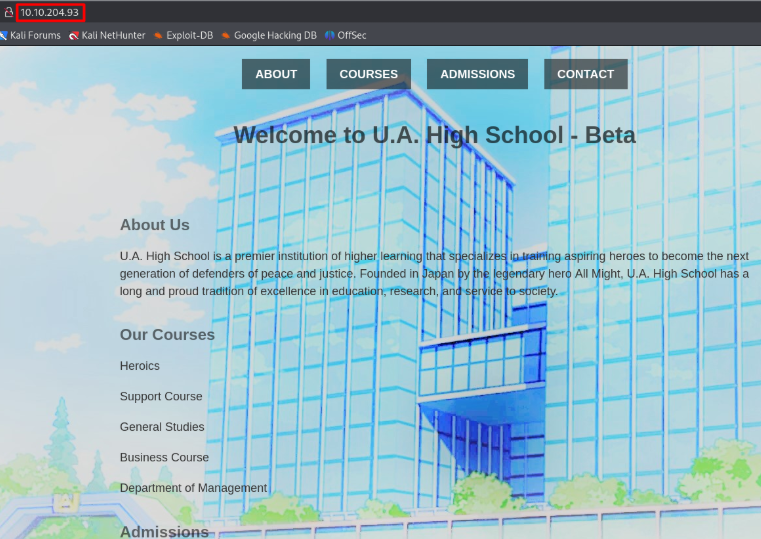 10.10.204.93
Kali Forums Kali NetHunter Exploit-DB Google Hacking DB OffSec
ABOUT COURSES ADMISSIONS CONTACT
Welcome to U.A. High School - Beta
About Us
U.A. High School is a premier institution of higher learning that specializes in training aspiring heroes to become the next
generation of defenders of peace and justice. Founded in Japan by the legendary hero All Might, U.A. High School has a
long and proud tradition of excellence in education, research, and service to society.
Our Courses
Heroics
Support Course
General Studies
Business Course
Department of Management
Admissions